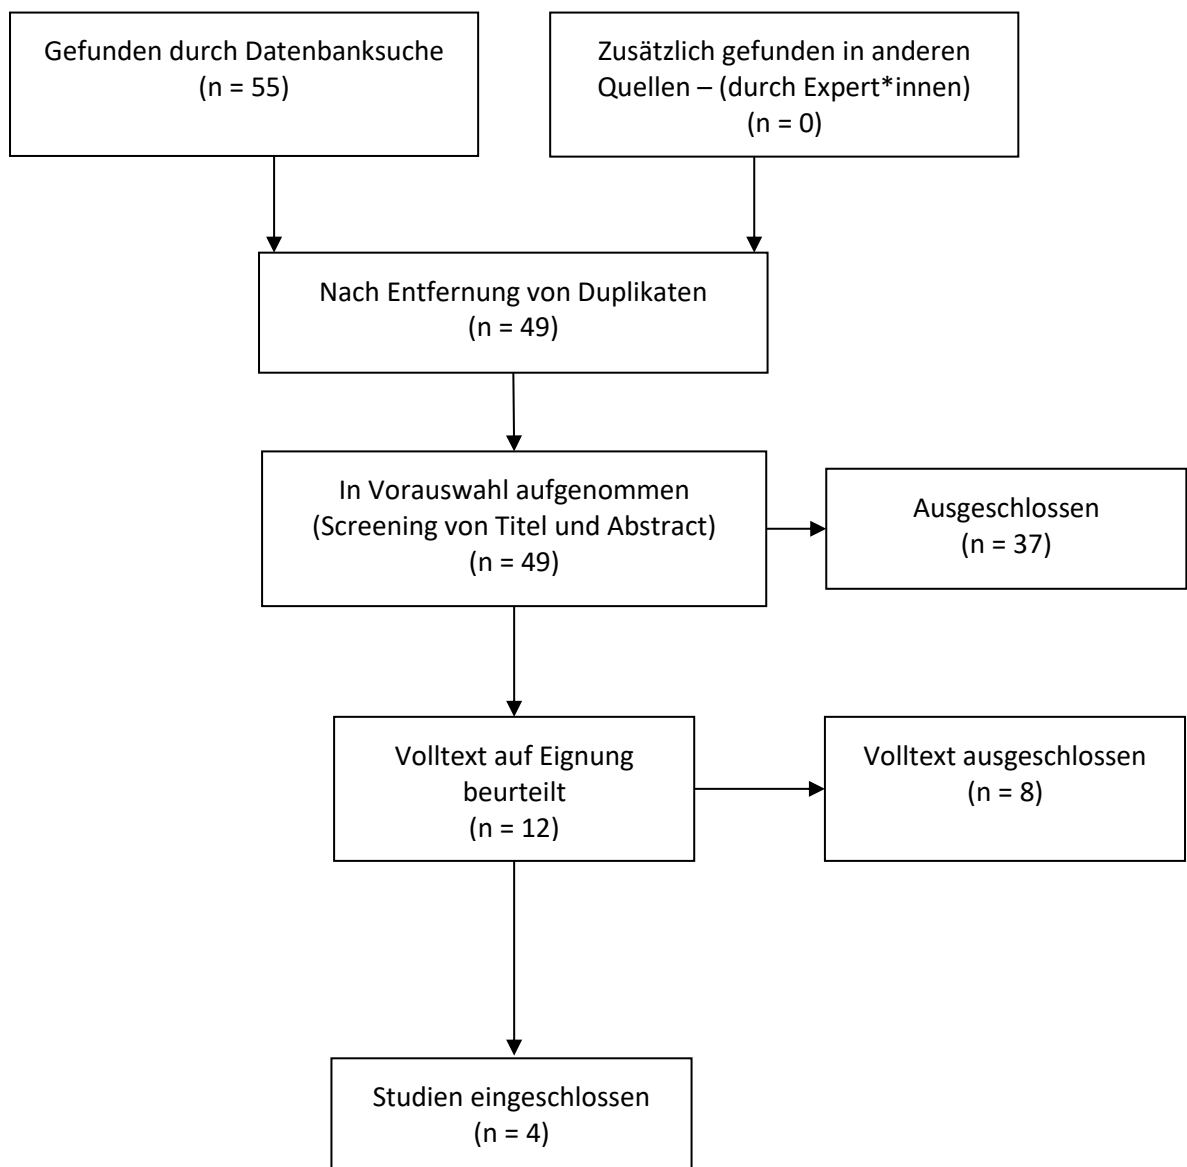 Gefunden durch Datenbanksuche
(n = 55)
Zusätzlich gefunden in anderen
Quellen – (durch Expert*innen)
(n = 0)
Nach Entfernung von Duplikaten
(n = 49)
In Vorauswahl aufgenommen
(Screening von Titel und Abstract)
(n = 49)
Ausgeschlossen
(n = 37)
Volltext auf Eignung
beurteilt
(n = 12)
Volltext ausgeschlossen
(n = 8)
Studien eingeschlossen
(n = 4)